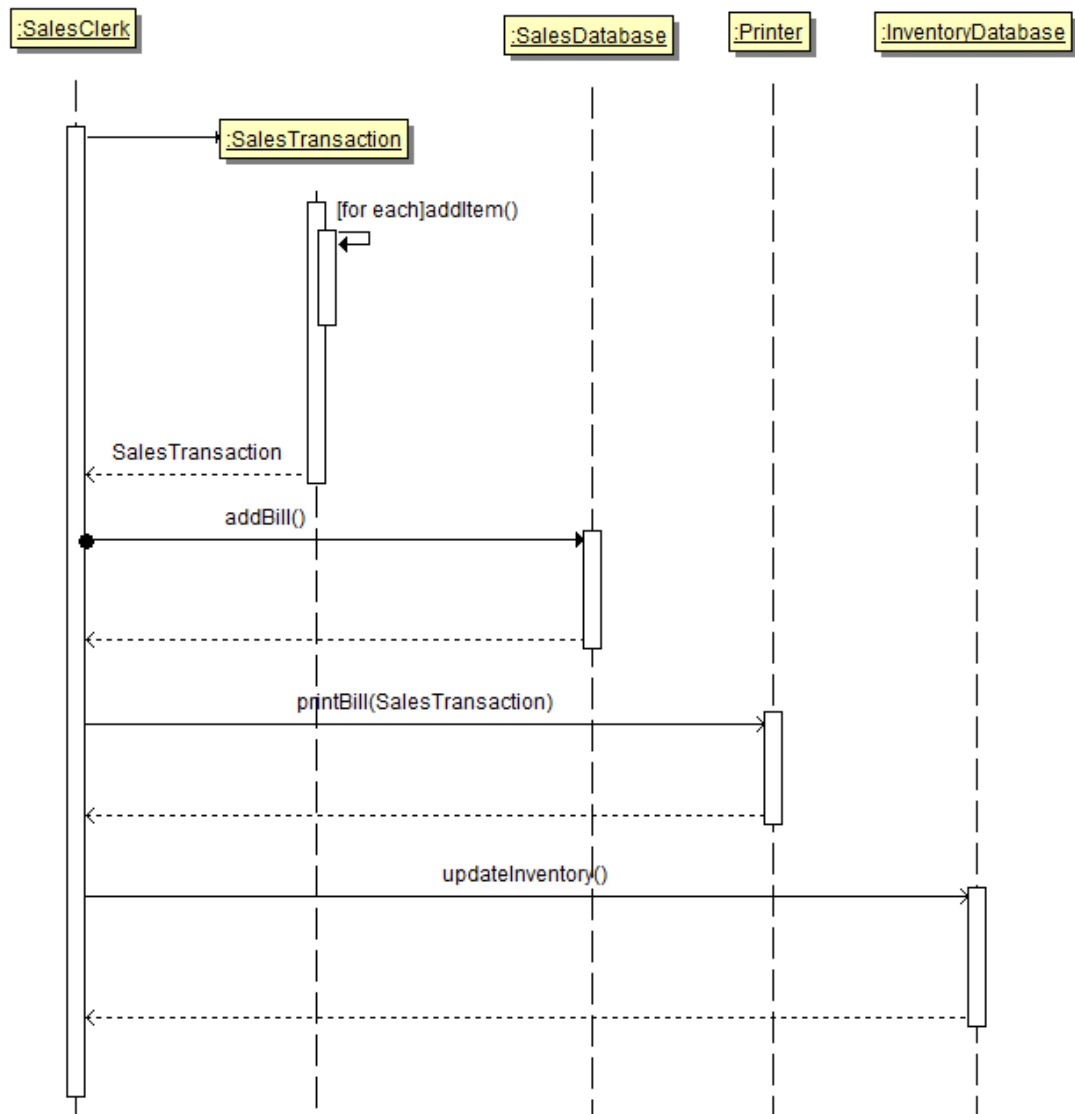 :SalesClerk
:SalesDatabase
:Printer
:InventoryDatabase
:SalesTransaction
[for each]addItem()
SalesTransaction
addBill()
printBill(SalesTransaction)
updateInventory()